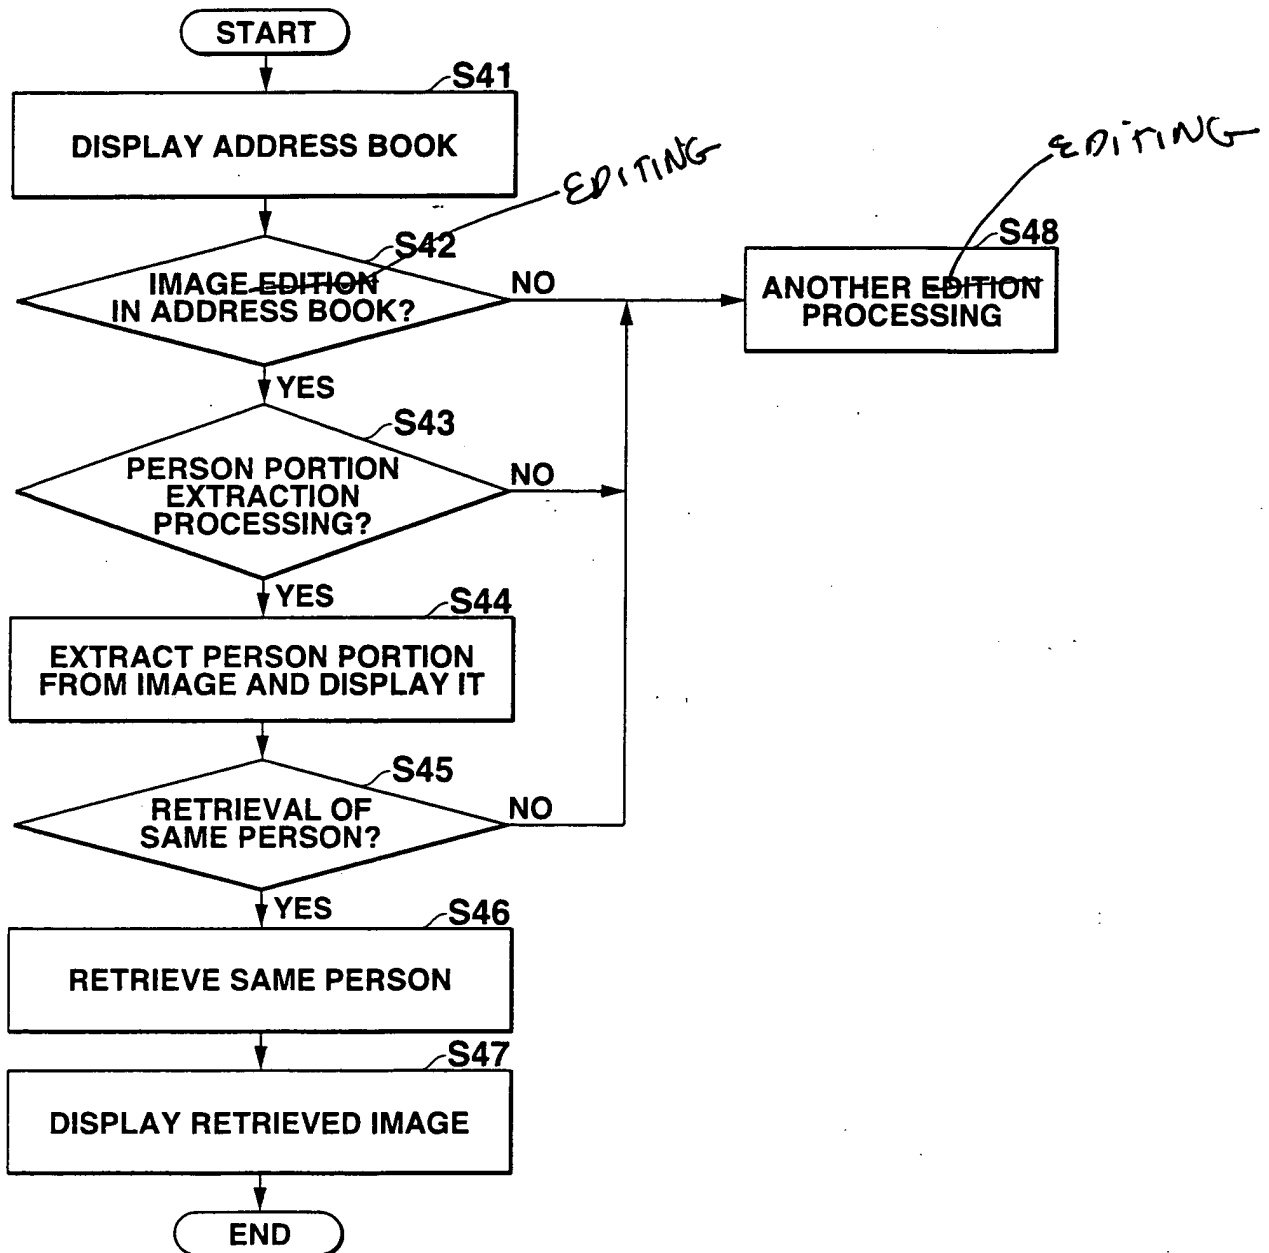 START
S41
DISPLAY ADDRESS BOOK
EDITING
EDITING
S42
IMAGE EDITION
IN ADDRESS BOOK?
NO
S48
ANOTHER EDITION
PROCESSING
YES
S43
PERSON PORTION
EXTRACTION
PROCESSING?
NO
YES
S44
EXTRACT PERSON PORTION
FROM IMAGE AND DISPLAY IT
S45
RETRIEVAL OF
SAME PERSON?
NO
YES
S46
RETRIEVE SAME PERSON
S47
DISPLAY RETRIEVED IMAGE
END